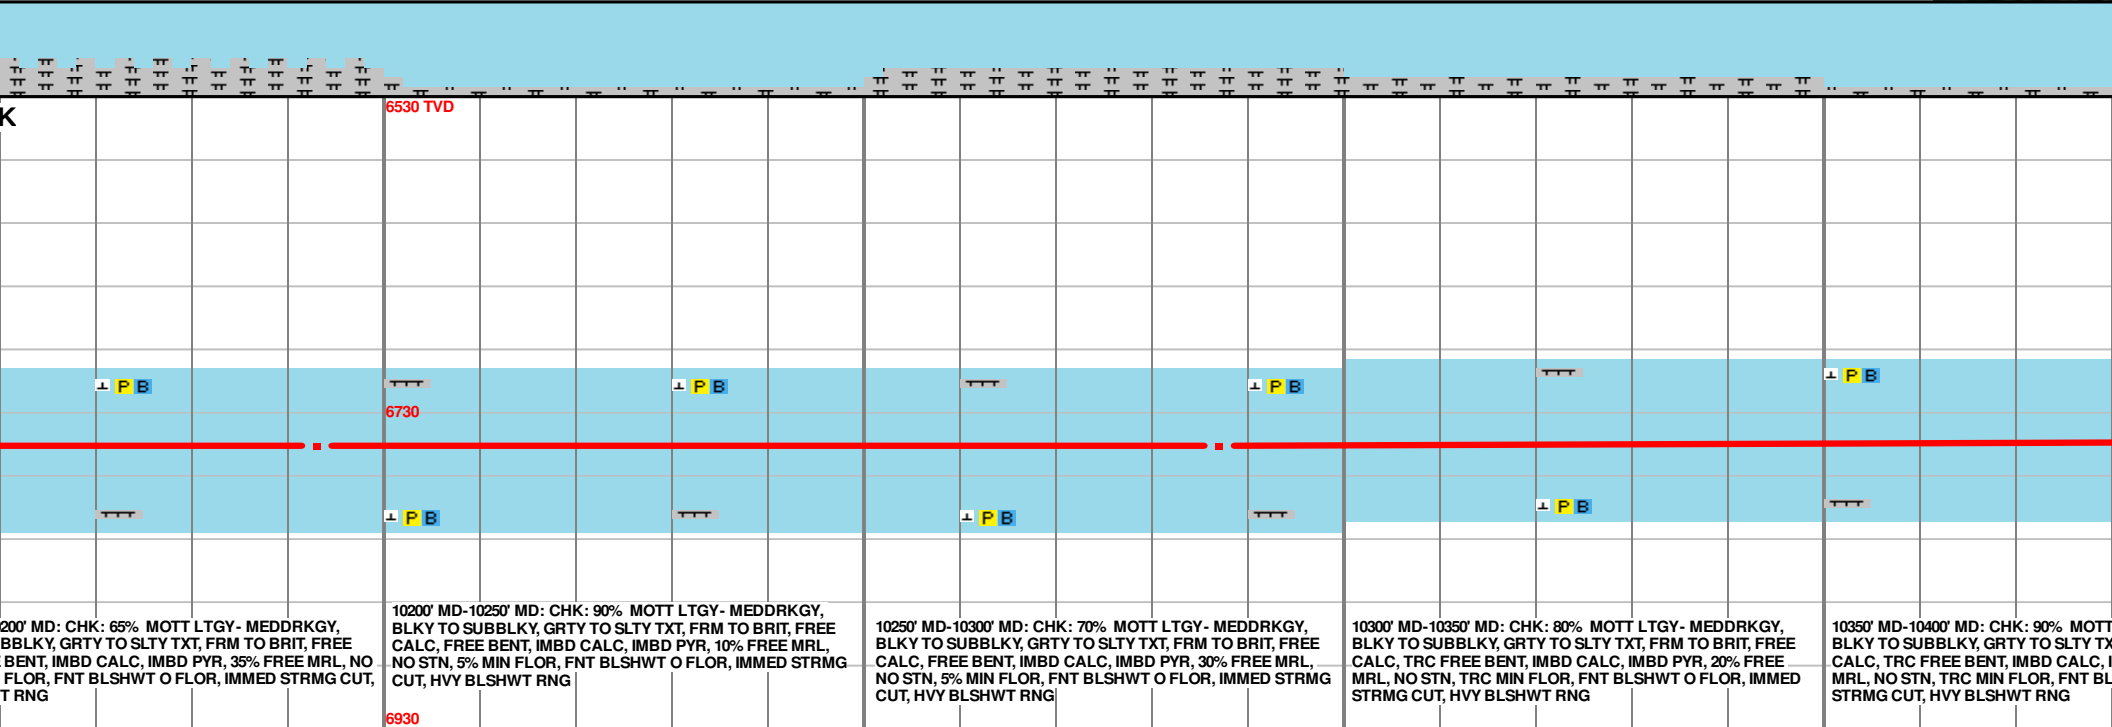 K
6530 TVD
⊥ P B
⊥ P B
⊥ P B
⊥ P B
6730
⊥ P B
⊥ P B
⊥ P B
200' MD: CHK: 65% MOTT LTGY- MEDDRKGY,
BBLKY, GRTY TO SLTY TXT, FRM TO BRIT, FREE
BENT, IMBD CALC, IMBD PYR, 35% FREE MRL, NO
FLOR, FNT BLSHWT O FLOR, IMMED STRMG CUT,
T RNG
10200' MD-10250' MD: CHK: 90% MOTT LTGY- MEDDRKGY,
BLKY TO SUBBLKY, GRTY TO SLTY TXT, FRM TO BRIT, FREE
CALC, FREE BENT, IMBD CALC, IMBD PYR, 10% FREE MRL,
NO STN, 5% MIN FLOR, FNT BLSHWT O FLOR, IMMED STRMG
CUT, HVY BLSHWT RNG
10250' MD-10300' MD: CHK: 70% MOTT LTGY- MEDDRKGY,
BLKY TO SUBBLKY, GRTY TO SLTY TXT, FRM TO BRIT, FREE
CALC, FREE BENT, IMBD CALC, IMBD PYR, 30% FREE MRL,
NO STN, 5% MIN FLOR, FNT BLSHWT O FLOR, IMMED STRMG
CUT, HVY BLSHWT RNG
10300' MD-10350' MD: CHK: 80% MOTT LTGY- MEDDRKGY,
BLKY TO SUBBLKY, GRTY TO SLTY TXT, FRM TO BRIT, FREE
CALC, TRC FREE BENT, IMBD CALC, IMBD PYR, 20% FREE
MRL, NO STN, TRC MIN FLOR, FNT BLSHWT O FLOR, IMMED
STRMG CUT, HVY BLSHWT RNG
10350' MD-10400' MD: CHK: 90% MOTT
BLKY TO SUBBLKY, GRTY TO SLTY TX
CALC, TRC FREE BENT, IMBD CALC, I
MRL, NO STN, TRC MIN FLOR, FNT BL
STRMG CUT, HVY BLSHWT RNG
6930